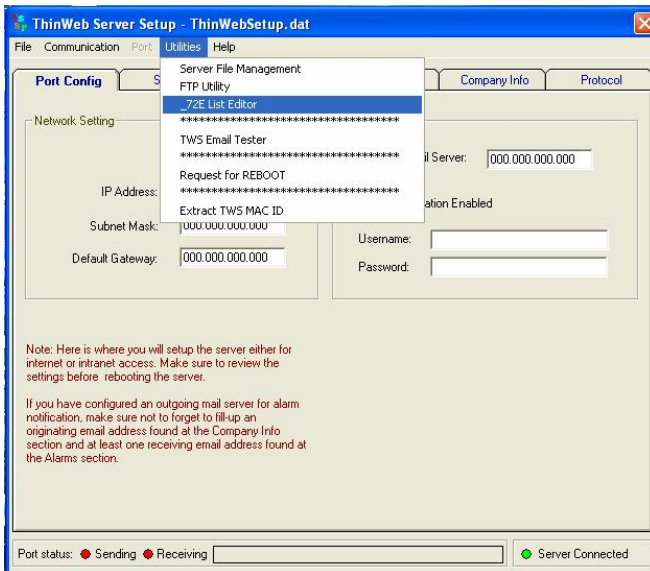 ThinWeb Server Setup - ThinWebSetup.dat
File Communication Port Utilities Help
Server File Management
FTP Utility
_72E List Editor
***************************************
TWS Email Tester
***************************************
Request for REBOOT
***************************************
Extract TWS MAC ID
Port Config S Company Info Protocol
Network Setting
IP Address:
Subnet Mask: 000.000.000.000
Default Gateway: 000.000.000.000
il Server: 000.000.000.000
ation Enabled
Username:
Password:
Note: Here is where you will setup the server either for
internet or intranet access. Make sure to review the
settings before rebooting the server.
If you have configured an outgoing mail server for alarm
notification, make sure not to forget to fill-up an
originating email address found at the Company Info
section and at least one receiving email address found at
the Alarms section.
Port status: Sending Receiving
Server Connected